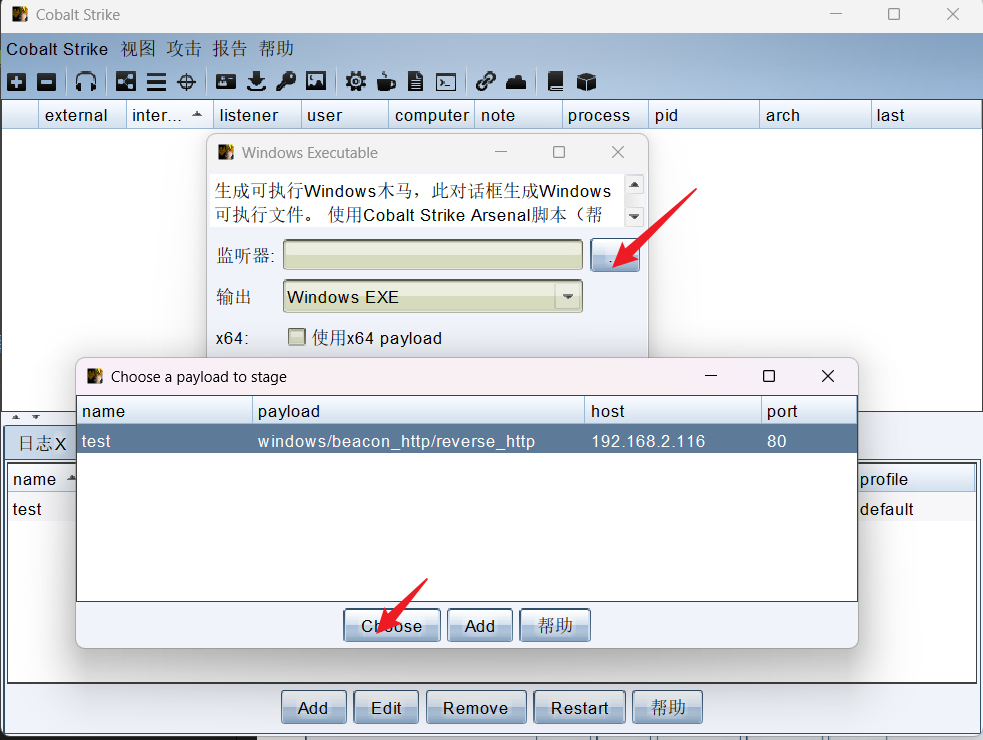 Cobalt Strike
Cobalt Strike 视图 攻击 报告 帮助
external inter... listener user computer note process pid arch last
Windows Executable
生成可执行Windows木马，此对话框生成Windows
可执行文件。 使用Cobalt Strike Arsenal脚本（帮
监听器:
输出 Windows EXE
x64: 使用x64 payload
Choose a payload to stage
name payload host port
test windows/beacon_http/reverse_http 192.168.2.116 80
Choose Add 帮助
日志X
name profile
test default
Add Edit Remove Restart 帮助